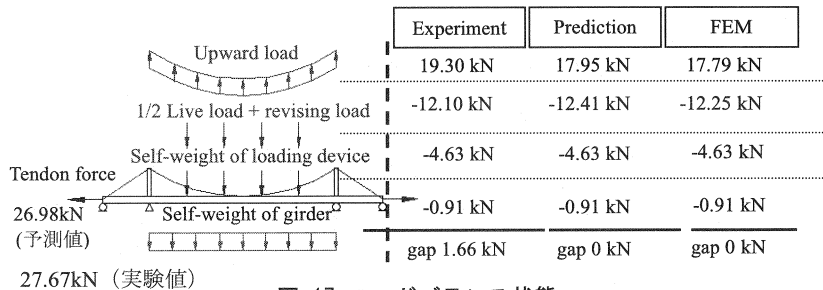 Experiment Prediction FEM
Upward load
19.30 kN 17.95 kN 17.79 kN
1/2 Live load + revising load
-12.10 kN -12.41 kN -12.25 kN
Self-weight of loading device
-4.63 kN -4.63 kN -4.63 kN
Tendon force
26.98kN
Self-weight of girder
-0.91 kN -0.91 kN -0.91 kN
(予測値)
gap 1.66 kN gap 0 kN gap 0 kN
27.67kN (実験値)